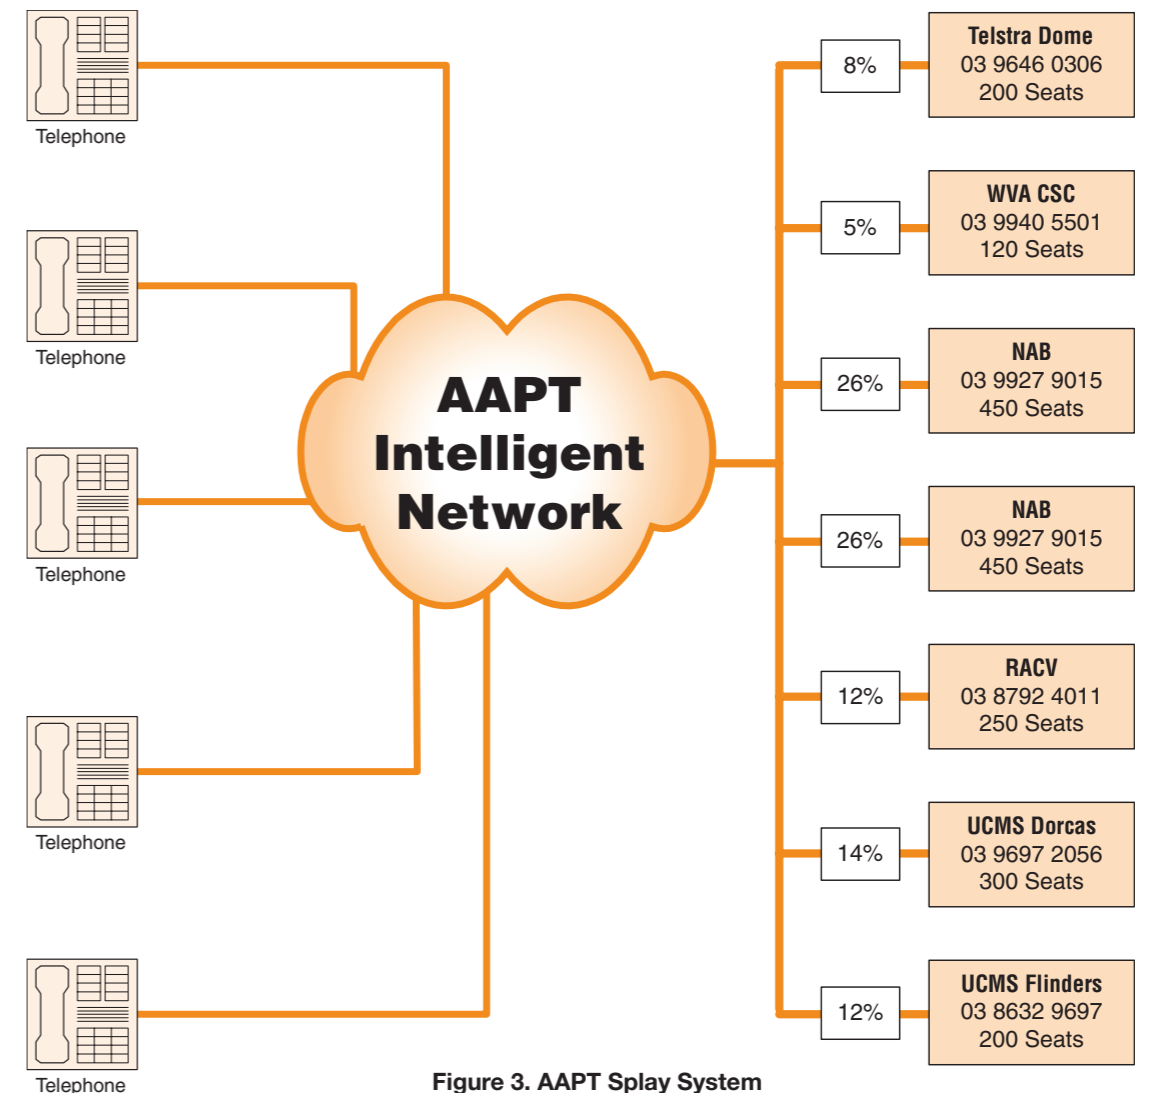 Telephone
Telephone
Telephone
Telephone
Telephone
AAPT
Intelligent
Network
8%
Telstra Dome
03 9646 0306
200 Seats
5%
WVA CSC
03 9940 5501
120 Seats
26%
NAB
03 9927 9015
450 Seats
26%
NAB
03 9927 9015
450 Seats
12%
RACV
03 8792 4011
250 Seats
14%
UCMS Dorcas
03 9697 2056
300 Seats
12%
UCMS Flinders
03 8632 9697
200 Seats
Figure 3. AAPT Splay System